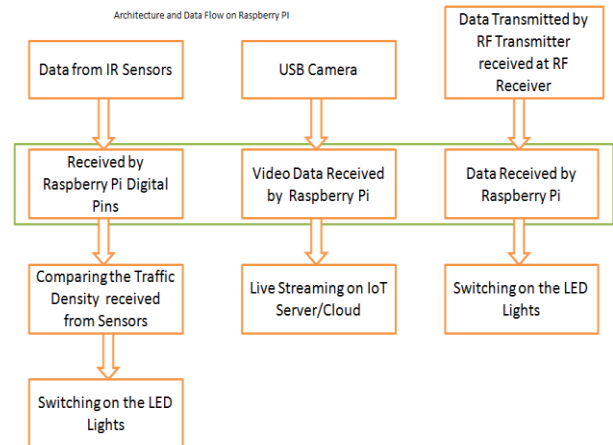 Architecture and Data Flow on Raspberry PI
Data from IR Sensors
USB Camera
Data Transmitted by
RF Transmitter
received at RF
Receiver
Received by
Raspberry Pi Digital
Pins
Video Data Received
by Raspberry Pi
Data Received by
Raspberry Pi
Comparing the Traffic
Density received
from Sensors
Live Streaming on IoT
Server/Cloud
Switching on the LED
Lights
Switching on the LED
Lights